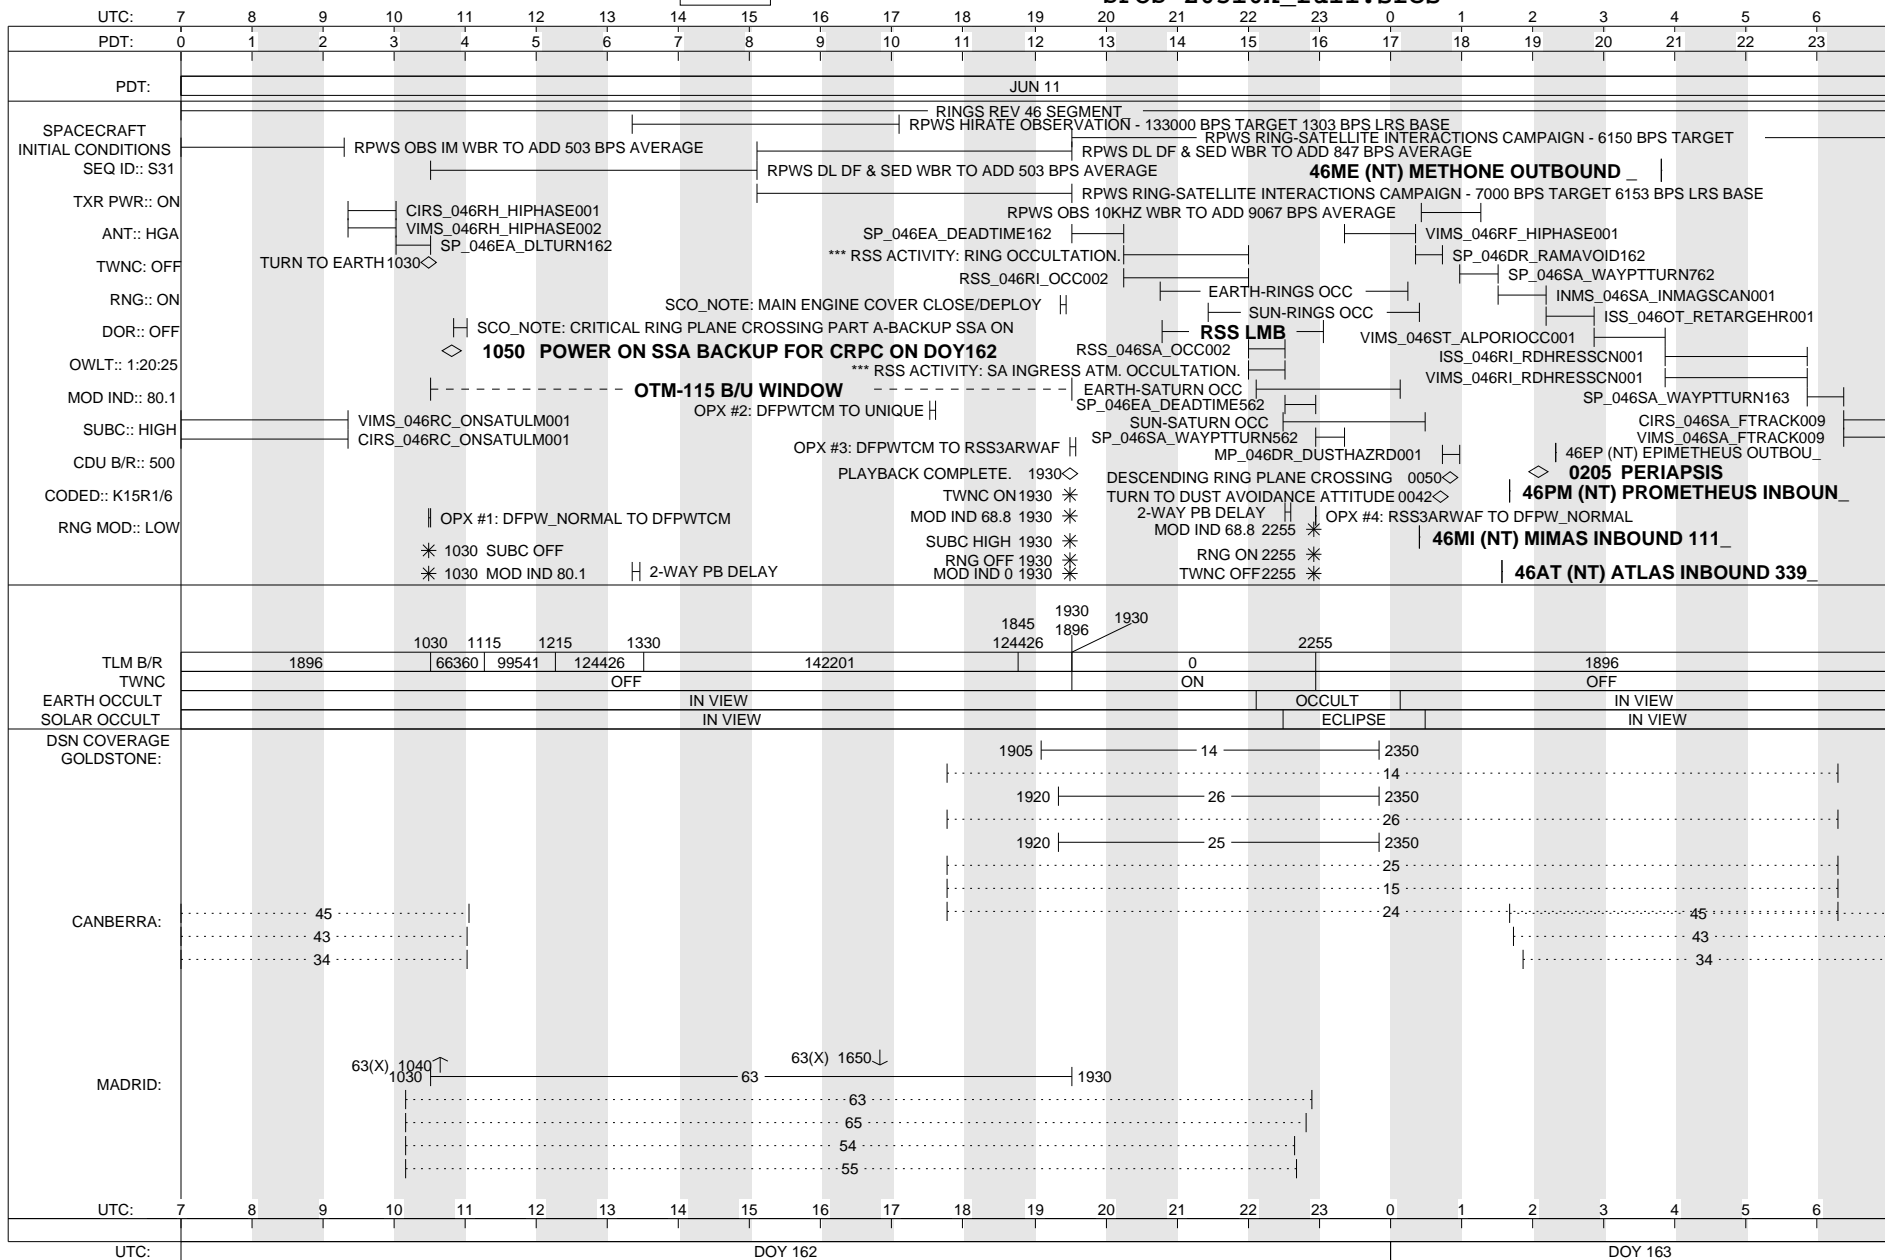 UTC: 7 8 9 10 11 12 13 14 15 16 17 18 19 20 21 22 23 0 1 2 3 4 5 6
PDT: 0 1 2 3 4 5 6 7 8 9 10 11 12 13 14 15 16 17 18 19 20 21 22 23
PDT: JUN 11
RINGS REV 46 SEGMENT_
RPWS HIRATE OBSERVATION - 133000 BPS TARGET 1303 BPS LRS BASE
SPACECRAFT
INITIAL CONDITIONS
RPWS RING-SATELLITE INTERACTIONS CAMPAIGN - 6150 BPS TARGET
RPWS OBS IM WBR TO ADD 503 BPS AVERAGE
RPWS DL DF & SED WBR TO ADD 847 BPS AVERAGE
SEQ ID:: S31
RPWS DL DF & SED WBR TO ADD 503 BPS AVERAGE
46ME (NT) METHONE OUTBOUND _
TXR PWR:: ON
RPWS RING-SATELLITE INTERACTIONS CAMPAIGN - 7000 BPS TARGET 6153 BPS LRS BASE
CIRS_046RH_HIPHASE001
RPWS OBS 10KHZ WBR TO ADD 9067 BPS AVERAGE
VIMS_046RH_HIPHASE002
ANT:: HGA
SP_046EA_DEADTIME162
VIMS_046RF_HIPHASE001
SP_046EA_DLTURN162
TURN TO EARTH 1030
*** RSS ACTIVITY: RING OCCULTATION.
SP_046DR_RAMAVOID162
TWNC: OFF
RSS_046RI_OCC002
SP_046SA_WAYPTTURN762
RNG:: ON
SCO_NOTE: MAIN ENGINE COVER CLOSE/DEPLOY
EARTH-RINGS OCC
INMS_046SA_INMAGSCAN001
SUN-RINGS OCC
ISS_046OT_RETARGEHR001
DOR:: OFF
SCO_NOTE: CRITICAL RING PLANE CROSSING PART A-BACKUP SSA ON
RSS LMB
VIMS_046ST_ALPORIOCC001
1050 POWER ON SSA BACKUP FOR CRPC ON DOY162
RSS_046SA_OCC002
ISS_046RI_RDHRESSCN001
OWLT:: 1:20:25
*** RSS ACTIVITY: SA INGRESS ATM. OCCULTATION.
VIMS_046RI_RDHRESSCN001
OTM-115 B/U WINDOW
EARTH-SATURN OCC
MOD IND:: 80.1
SP_046SA_WAYPTTURN163
OPX #2: DFPWTCM TO UNIQUE
SP_046EA_DEADTIME562
VIMS_046RC_ONSATULM001
SUN-SATURN OCC
CIRS_046SA_FTRACK009
SUBC:: HIGH
CIRS_046RC_ONSATULM001
SP_046SA_WAYPTTURN562
VIMS_046SA_FTRACK009
OPX #3: DFPWTCM TO RSS3ARWAF
MP_046DR_DUSTHAZRD001
46EP (NT) EPIMETHEUS OUTBOU_
CDU B/R:: 500
PLAYBACK COMPLETE. 1930
DESCENDING RING PLANE CROSSING 0050
0205 PERIAPSIS
CODED:: K15R1/6
TWNC ON 1930
TURN TO DUST AVOIDANCE ATTITUDE 0042
46PM (NT) PROMETHEUS INBOUN_
RNG MOD:: LOW
OPX #1: DFPW_NORMAL TO DFPWTCM
MOD IND 68.8 1930
2-WAY PB DELAY
OPX #4: RSS3ARWAF TO DFPW_NORMAL
MOD IND 68.8 2255
SUBC HIGH 1930
46MI (NT) MIMAS INBOUND 111_
1030 SUBC OFF
RNG OFF 1930
RNG ON 2255
1030 MOD IND 80.1
2-WAY PB DELAY
MOD IND 0 1930
TWNC OFF 2255
46AT (NT) ATLAS INBOUND 339_
1030 1115 1215 1330 1845 124426 1930 1896 1930 2255
TLM B/R 1896 66360 99541 124426 142201 0 1896
TWNC OFF ON OFF
EARTH OCCULT IN VIEW OCCULT IN VIEW
SOLAR OCCULT IN VIEW ECLIPSE IN VIEW
DSN COVERAGE
GOLDSTONE: 1905 14 2350
14
1920 26 2350
26
1920 25 2350
25
15
24
CANBERRA: 45 45
43 43
34 34
63(X) 1040 63(X) 1650
MADRID: 1030 63 1930
63
65
54
55
UTC: 7 8 9 10 11 12 13 14 15 16 17 18 19 20 21 22 23 0 1 2 3 4 5 6
UTC: DOY 162 DOY 163